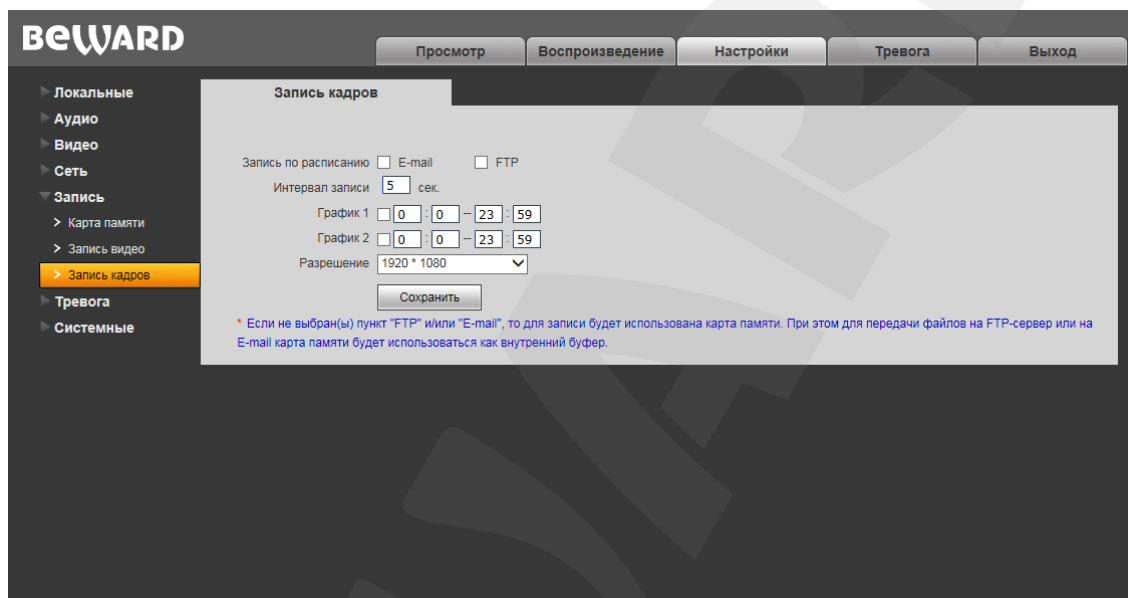 BEWARD
Просмотр Воспроизведение Настройки Тревога Выход
Локальные
Аудио
Видео
Сеть
Запись
> Карта памяти
> Запись видео
> Запись кадров
Тревога
Системные
Запись кадров
Запись по расписанию E-mail FTP
Интервал записи 5 сек.
График 1 0 : 0 – 23 : 59
График 2 0 : 0 – 23 : 59
Разрешение 1920 * 1080
Сохранить
* Если не выбран(ы) пункт "FTP" и/или "E-mail", то для записи будет использована карта памяти. При этом для передачи файлов на FTP-сервер или на
E-mail карта памяти будет использоваться как внутренний буфер.